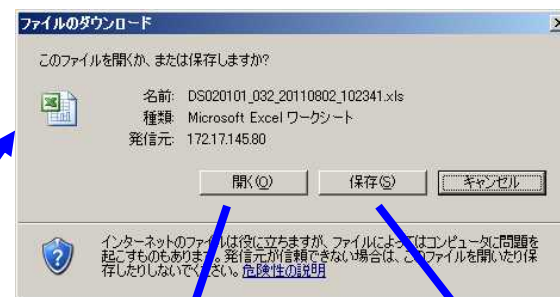 ファイルのダウンロード
このファイルを開くか、または保存しますか?
名前: DS020101_032_20110802_102341.xls
種類: Microsoft Excel ワークシート
発信元: 172.17.145.80
開く(O) 保存(S) キャンセル
インターネットのファイルは役に立ちますが、ファイルによってはコンピュータに問題を
起こすものもあります。発信元が信頼できない場合は、このファイルを開いたり保
存したりしないでください。危険性の説明